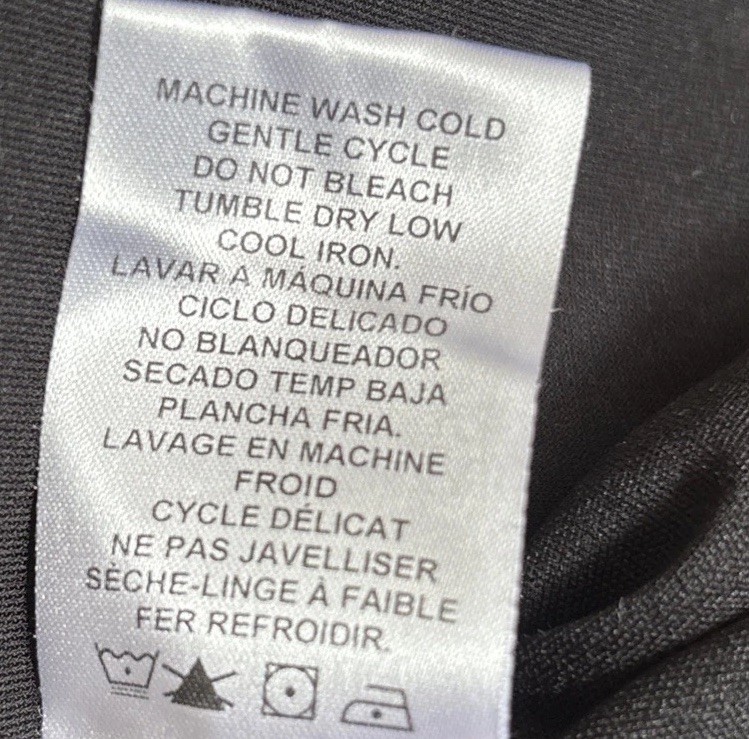 MACHINE WASH COLD
GENTLE CYCLE
DO NOT BLEACH
TUMBLE DRY LOW
COOL IRON.
LAVAR A MÁQUINA FRÍO
CICLO DELICADO
NO BLANQUEADOR
SECADO TEMP BAJA
PLANCHA FRIA.
LAVAGE EN MACHINE
FROID
CYCLE DÉLICAT
NE PAS JAVELLISER
SÈCHE-LINGE À FAIBLE
FER REFROIDIR.